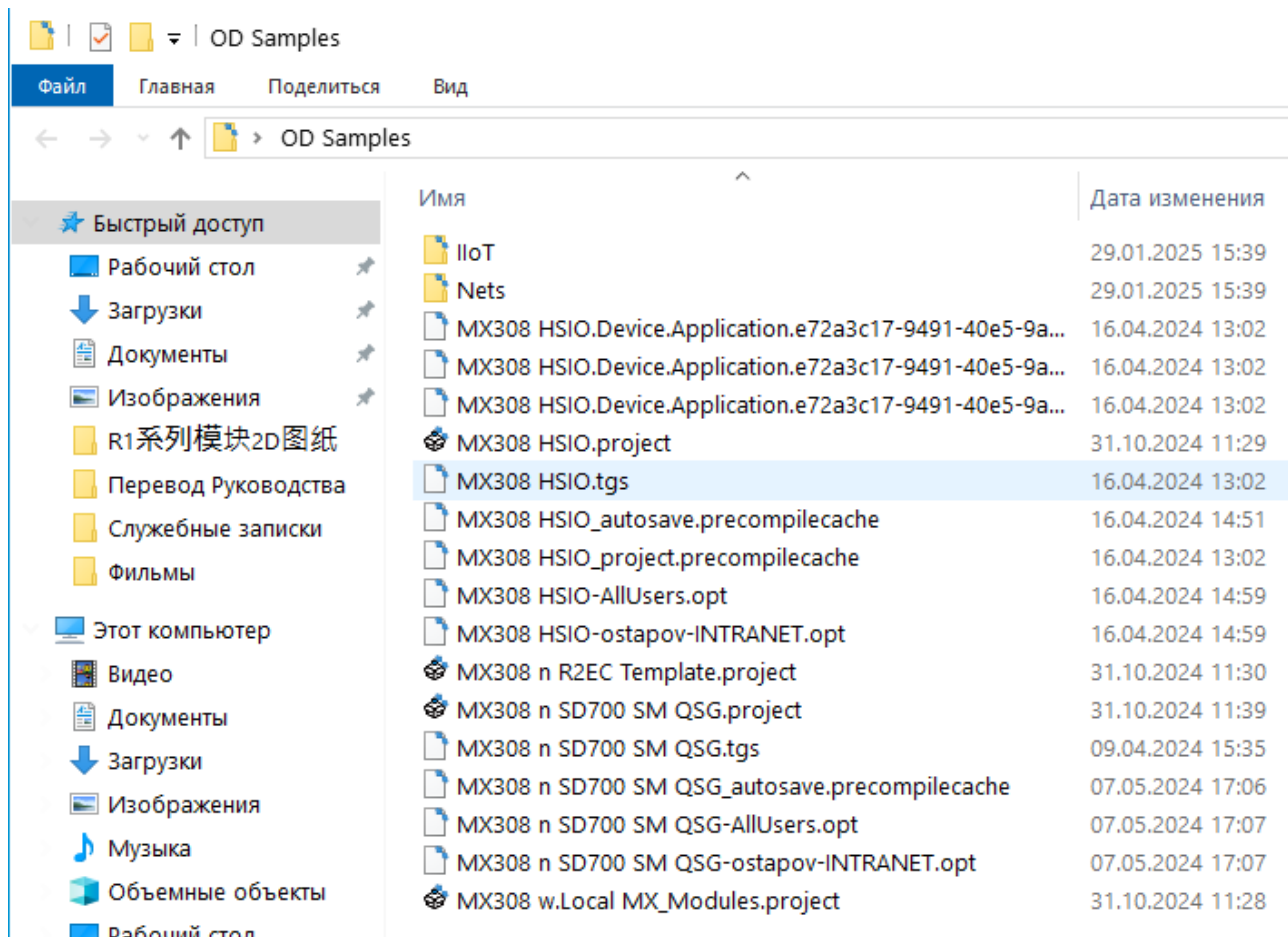 OD Samples
Файл Главная Поделиться Вид
OD Samples
Имя Дата изменения
Быстрый доступ
Рабочий стол
Загрузки
Документы
Изображения
R1系列模块2D图纸
Перевод Руководства
Служебные записки
Фильмы
Этот компьютер
Видео
Документы
Загрузки
Изображения
Музыка
Объемные объекты
Рабочий стол
IIoT 29.01.2025 15:39
Nets 29.01.2025 15:39
MX308 HSIO.Device.Application.e72a3c17-9491-40e5-9a... 16.04.2024 13:02
MX308 HSIO.Device.Application.e72a3c17-9491-40e5-9a... 16.04.2024 13:02
MX308 HSIO.Device.Application.e72a3c17-9491-40e5-9a... 16.04.2024 13:02
MX308 HSIO.project 31.10.2024 11:29
MX308 HSIO.tgs 16.04.2024 13:02
MX308 HSIO_autosave.precompilecache 16.04.2024 14:51
MX308 HSIO_project.precompilecache 16.04.2024 13:02
MX308 HSIO-AllUsers.opt 16.04.2024 14:59
MX308 HSIO-ostapov-INTRANET.opt 16.04.2024 14:59
MX308 n R2EC Template.project 31.10.2024 11:30
MX308 n SD700 SM QSG.project 31.10.2024 11:39
MX308 n SD700 SM QSG.tgs 09.04.2024 15:35
MX308 n SD700 SM QSG_autosave.precompilecache 07.05.2024 17:06
MX308 n SD700 SM QSG-AllUsers.opt 07.05.2024 17:07
MX308 n SD700 SM QSG-ostapov-INTRANET.opt 07.05.2024 17:07
MX308 w.Local MX_Modules.project 31.10.2024 11:28